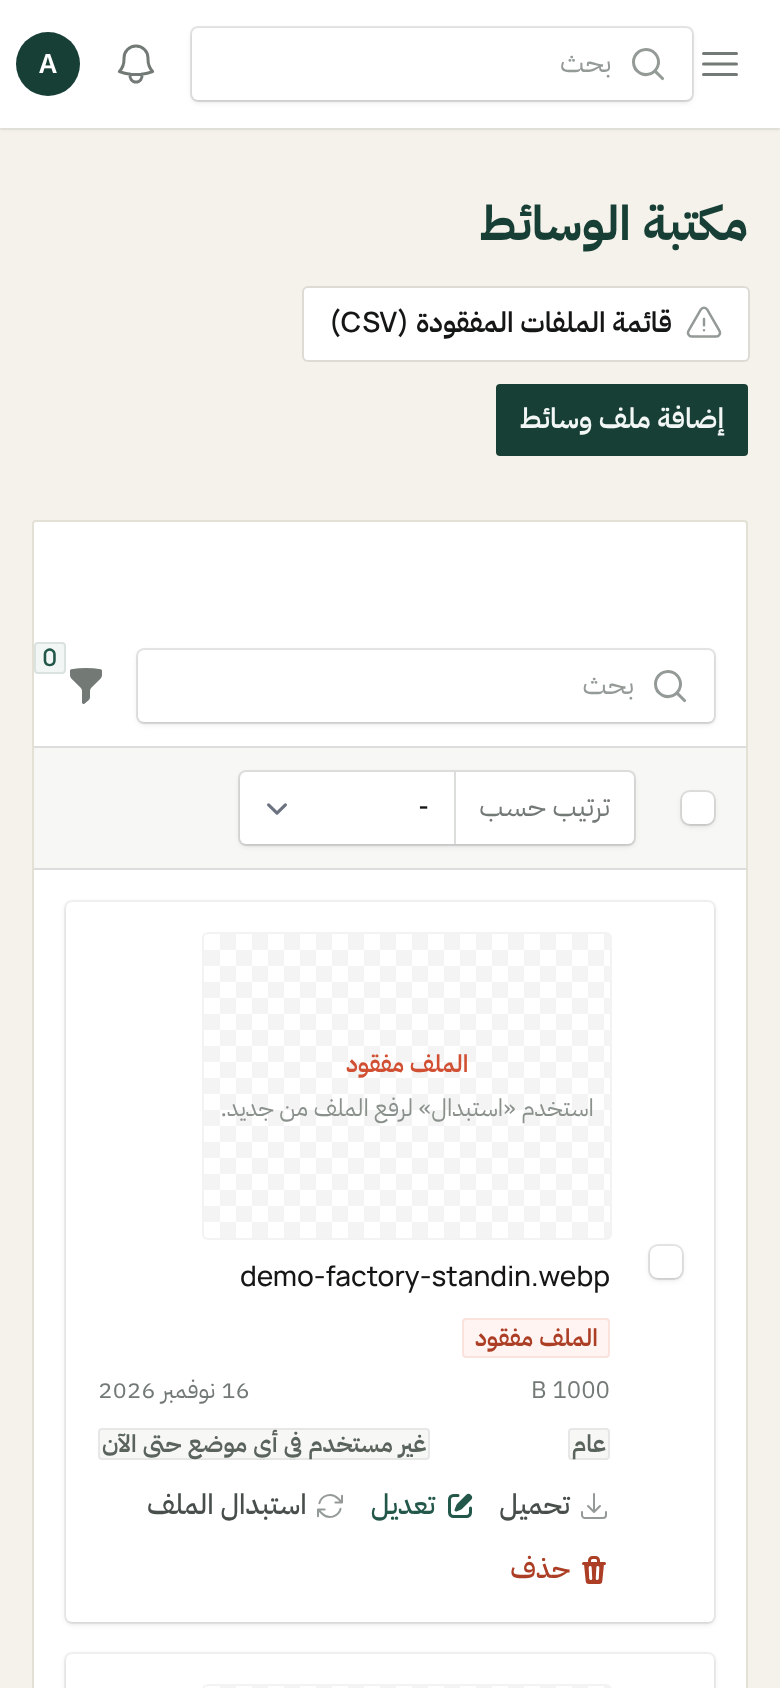 بحث
A
مكتبة الوسائط
قائمة الملفات المفقودة (CSV)
إضافة ملف وسائط
بحث
0
ترتيب حسب
-
الملف مفقود
استخدم «استبدال» لرفع الملف من جديد.
demo-factory-standin.webp
الملف مفقود
1000 B
16 نوفمبر 2026
عام
غير مستخدم في أي موضع حتى الآن
تحميل
تعديل
استبدال الملف
حذف